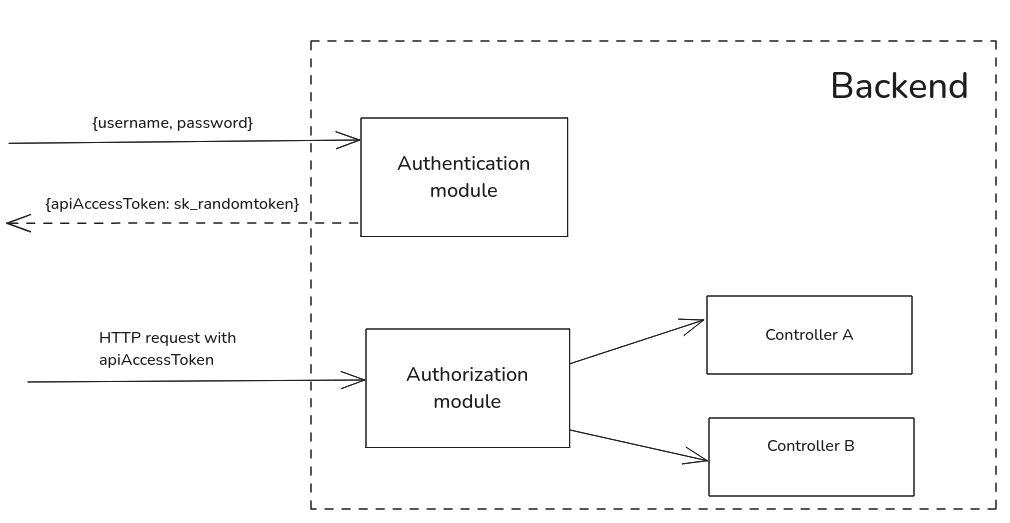 Backend
{username, password}
Authentication
module
{apiAccessToken: sk_randomtoken}
HTTP request with
apiAccessToken
Authorization
module
Controller A
Controller B